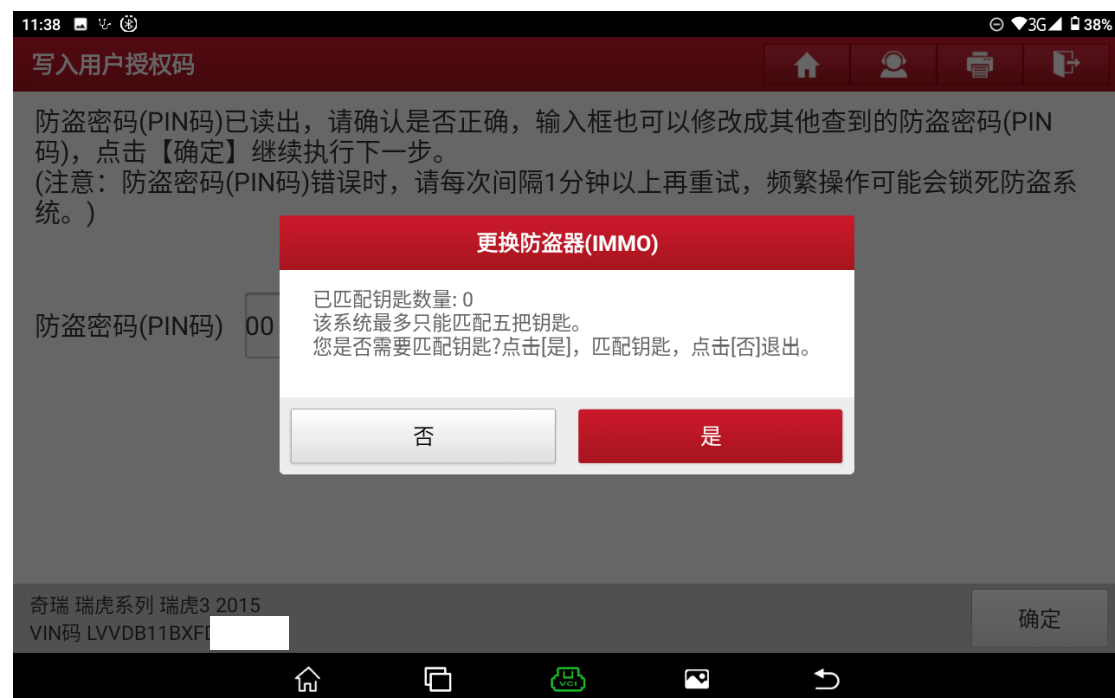 11:38
3G
38%
写入用户授权码
防盗密码(PIN码)已读出，请确认是否正确，输入框也可以修改成其他查到的防盗密码(PIN
码)，点击【确定】继续执行下一步。
(注意：防盗密码(PIN码)错误时，请每次间隔1分钟以上再重试，频繁操作可能会锁死防盗系
统。)
更换防盗器(IMMO)
已匹配钥匙数量: 0
该系统最多只能匹配五把钥匙。
您是否需要匹配钥匙?点击[是]，匹配钥匙，点击[否]退出。
防盗密码(PIN码)
00
否
是
奇瑞 瑞虎系列 瑞虎3 2015
VIN码 LVVDB11BXF
确定
VCI